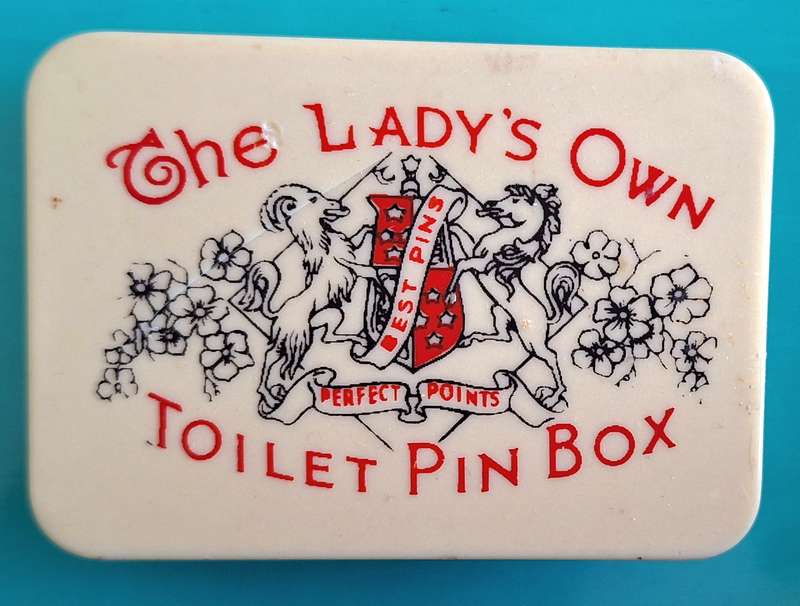 The LADY'S OWN
BEST PINS
PERFECT POINTS
TOILET PIN BOX